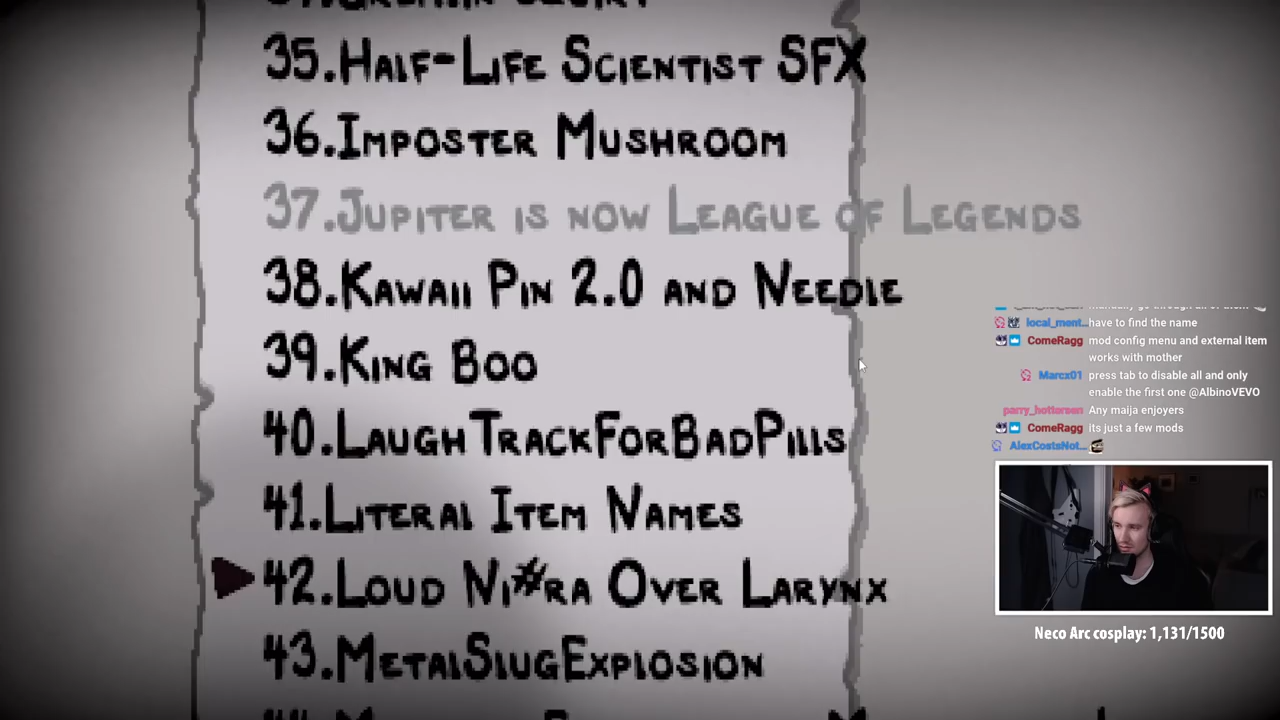 35.Half-Life Scientist SFX
36.Imposter Mushroom
37.Jupiter is now League of Legends
38.Kawaii Pin 2.0 and Needle
39.King Boo
40.LaughTrackForBadPills
41.Literal Item Names
42.Loud Ni#ra Over Larynx
43.MetalSlugExplosion
local_ment... have to find the name
ComeRagg mod config menu and external item
works with mother
Marcx01 press tab to disable all and only
enable the first one @AlbinoVEVO
parry_hottersen Any maija enjoyers
ComeRagg its just a few mods
AlexCostsNot...
Neco Arc cosplay: 1,131/1500